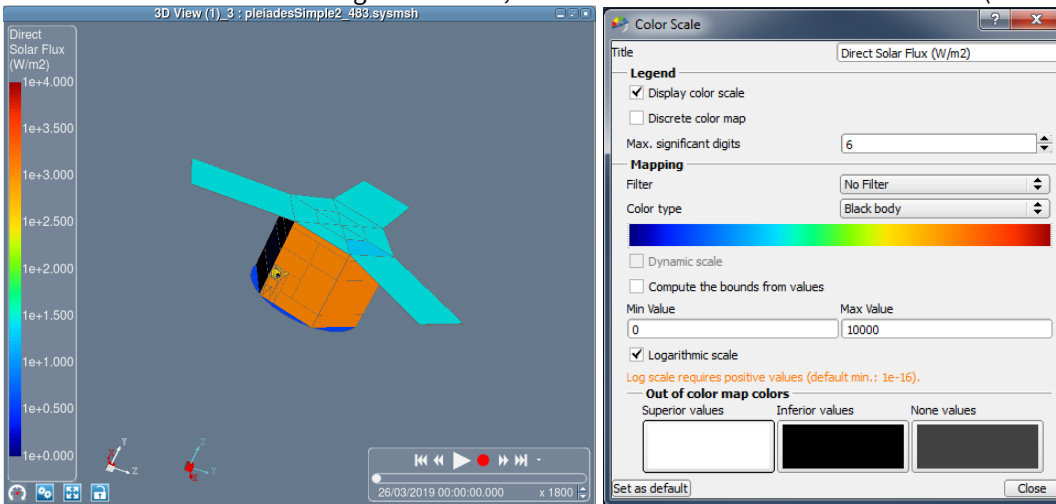 3D View (1)_3 : pleiadesSimple2_483.sysmsh
Direct
Solar Flux
(W/m2)
1e+4.000
1e+3.500
1e+3.000
1e+2.500
1e+2.000
1e+1.500
1e+1.000
1e+0.500
1e+0.000
Y
Z
Z
Y
26/03/2019 00:00:00.000
x 1800
Color Scale
Title
Direct Solar Flux (W/m2)
Legend
Display color scale
Discrete color map
Max. significant digits
6
Mapping
Filter
No Filter
Color type
Black body
Dynamic scale
Compute the bounds from values
Min Value
Max Value
0
10000
Logarithmic scale
Log scale requires positive values (default min.: 1e-16).
Out of color map colors
Superior values
Inferior values
None values
Set as default
Close